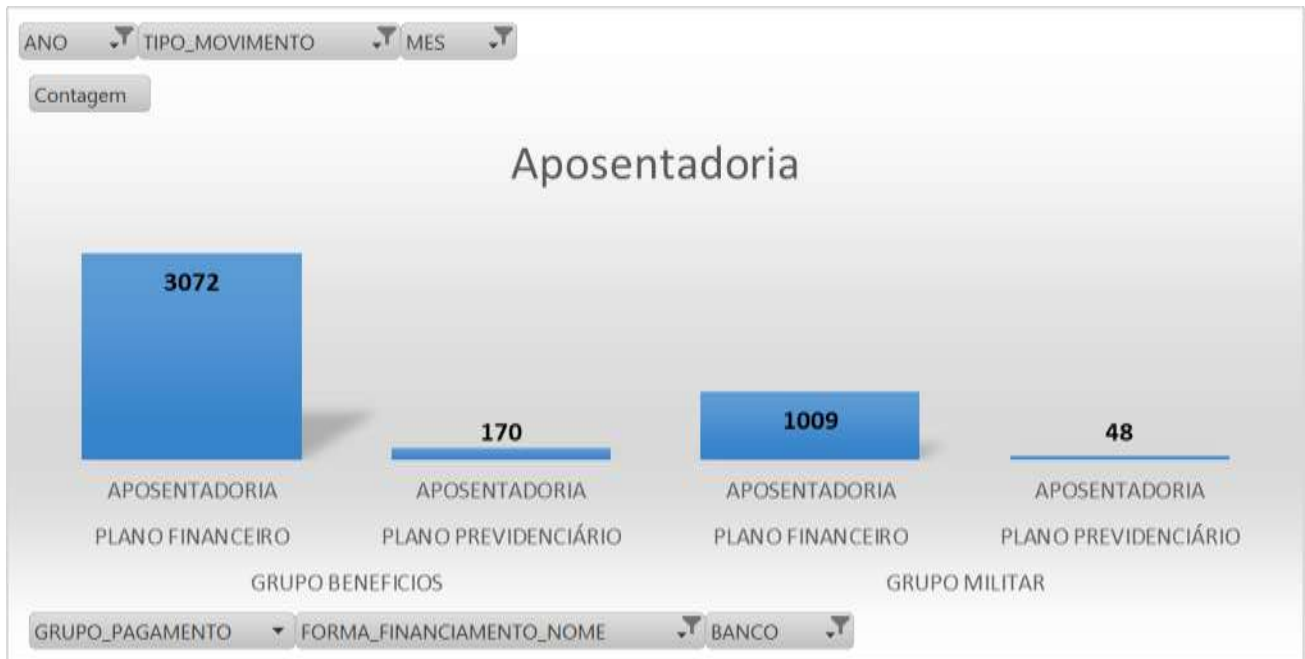 ANO TIPO_MOVIMENTO MES
Contagem
Aposentadoria
3072
170
1009
48
APOSENTADORIA APOSENTADORIA APOSENTADORIA APOSENTADORIA
PLANO FINANCEIRO PLANO PREVIDENCIÁRIO PLANO FINANCEIRO PLANO PREVIDENCIÁRIO
GRUPO BENEFICIOS GRUPO MILITAR
GRUPO_PAGAMENTO FORMA_FINANCIAMENTO_NOME BANCO